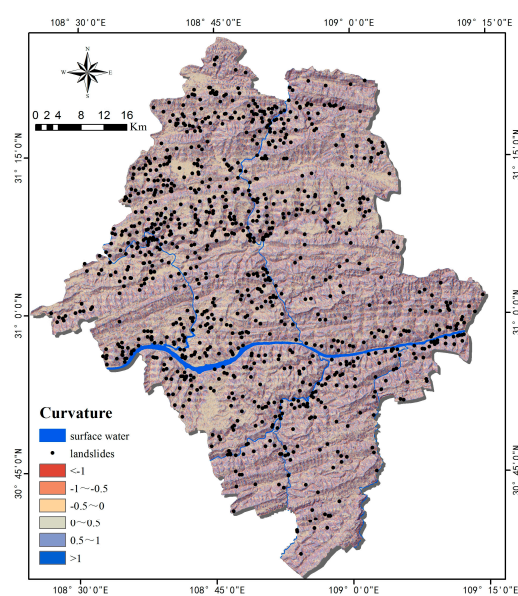 108° 30'0"E 108° 45'0"E 109° 0'0"E 109° 15'0"E
N
W E
S
0 2 4 8 12 16
Km
31° 15'0"N 31° 15'0"N
31° 0'0"N 31° 0'0"N
30° 45'0"N 30° 45'0"N
Curvature
surface water
landslides
<-1
-1～-0.5
-0.5～0
0～0.5
0.5～1
>1
108° 30'0"E 108° 45'0"E 109° 0'0"E 109° 15'0"E